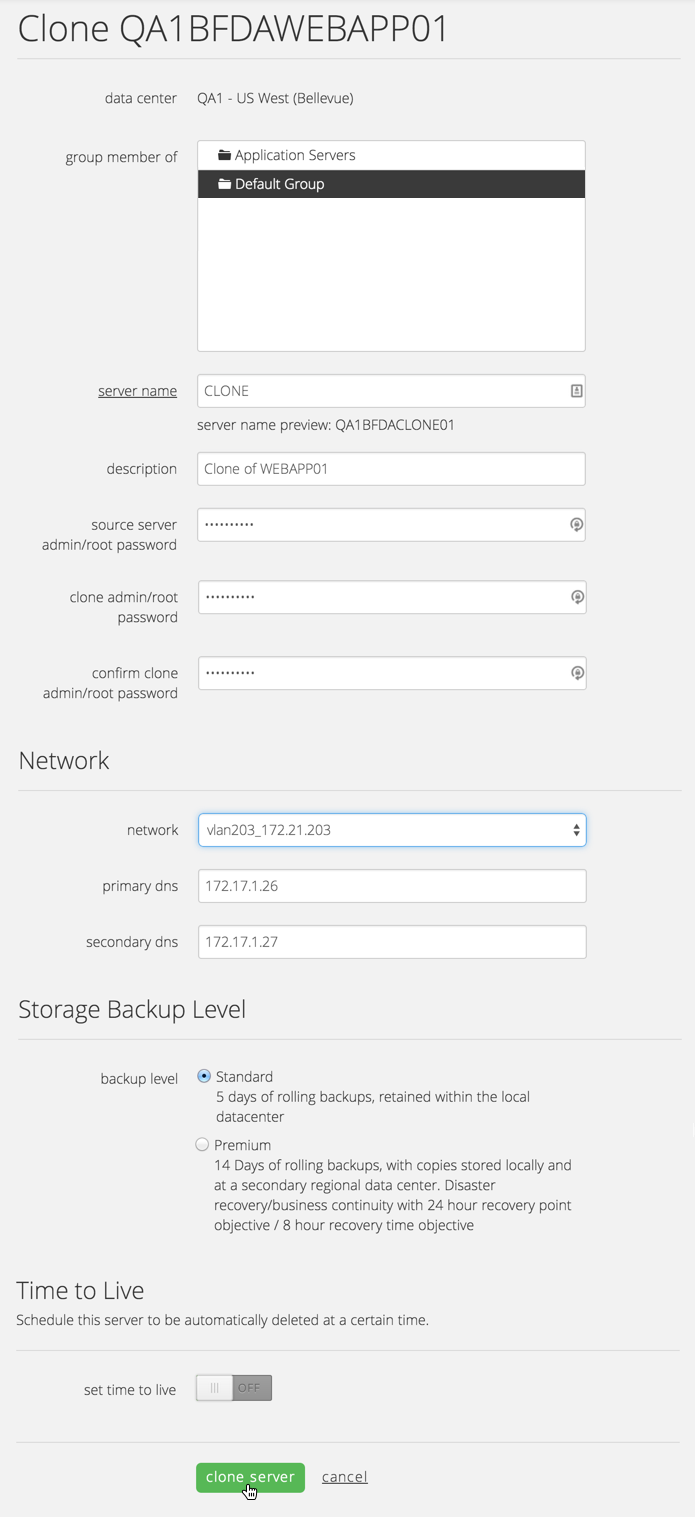 Clone QA1BFDAWEBAPP01
data center QA1 - US West (Bellevue)
group member of
Application Servers
Default Group
server name CLONE
server name preview: QA1BFDACLONE01
description Clone of WEBAPP01
source server
admin/root password
••••••••••
clone admin/root
password
••••••••••
confirm clone
admin/root password
••••••••••
Network
network vlan203_172.21.203
primary dns 172.17.1.26
secondary dns 172.17.1.27
Storage Backup Level
backup level Standard
5 days of rolling backups, retained within the local
datacenter
Premium
14 Days of rolling backups, with copies stored locally and
at a secondary regional data center. Disaster
recovery/business continuity with 24 hour recovery point
objective / 8 hour recovery time objective
Time to Live
Schedule this server to be automatically deleted at a certain time.
set time to live OFF
clone server cancel